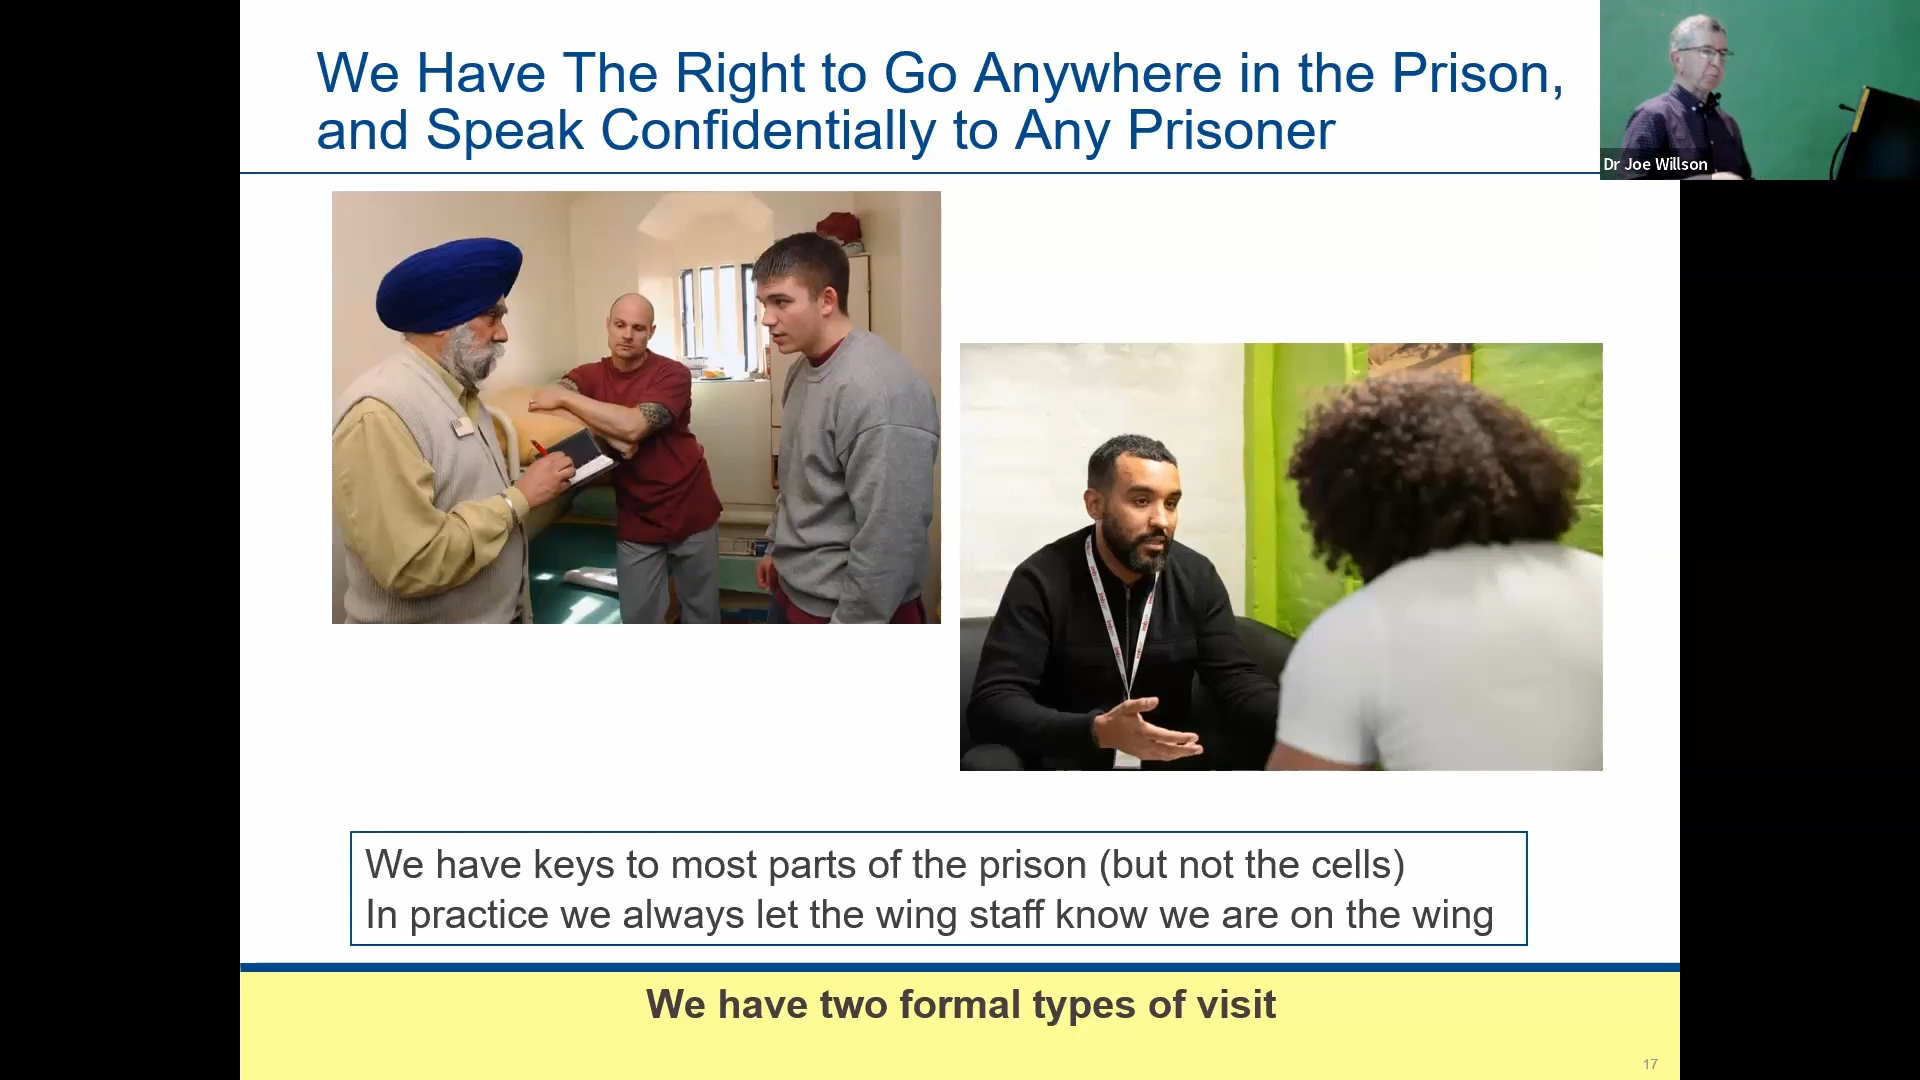 We Have The Right to Go Anywhere in the Prison,
and Speak Confidentially to Any Prisoner
Dr Joe Willson
We have keys to most parts of the prison (but not the cells)
In practice we always let the wing staff know we are on the wing
We have two formal types of visit
17